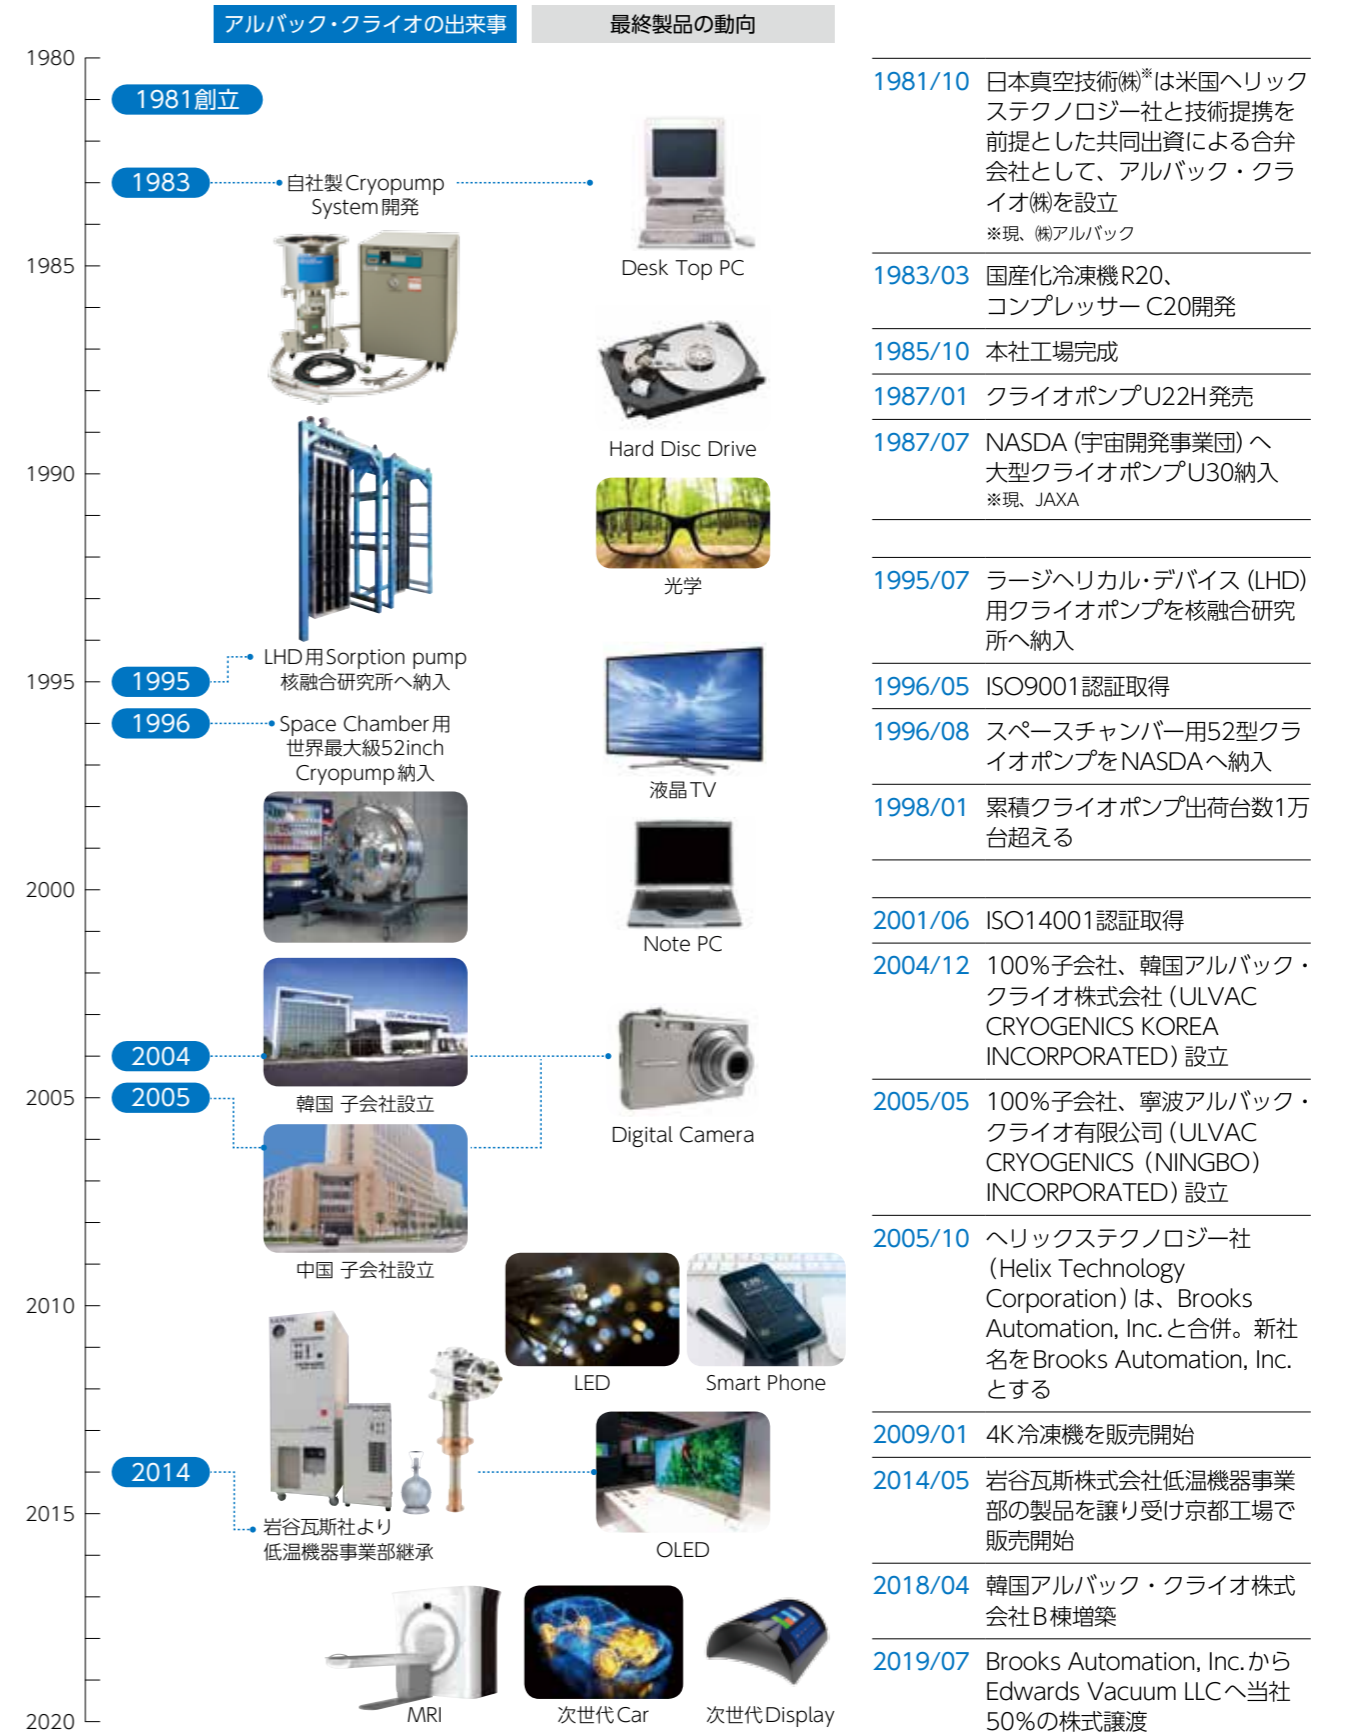 アルバック・クライオの出来事
最終製品の動向
1980
1985
1990
1995
2000
2005
2010
2015
2020
1981創立
1983
自社製Cryopump
System開発
Desk Top PC
Hard Disc Drive
光学
1995
LHD用Sorption pump
核融合研究所へ納入
1996
Space Chamber用
世界最大級52inch
Cryopump納入
液晶TV
Note PC
2004
韓国 子会社設立
2005
中国 子会社設立
Digital Camera
LED
Smart Phone
2014
岩谷瓦斯社より
低温機器事業部継承
OLED
MRI
次世代Car
次世代Display
1981/10 日本真空技術㈱※は米国ヘリック
ステクノロジー社と技術提携を
前提とした共同出資による合弁
会社として、アルバック・クラ
イオ㈱を設立
※現、㈱アルバック
1983/03 国産化冷凍機R20、
コンプレッサー C20開発
1985/10 本社工場完成
1987/01 クライオポンプU22H発売
1987/07 NASDA（宇宙開発事業団）へ
大型クライオポンプU30納入
※現、JAXA
1995/07 ラージヘリカル・デバイス（LHD）
用クライオポンプを核融合研究
所へ納入
1996/05 ISO9001認証取得
1996/08 スペースチャンバー用52型クラ
イオポンプをNASDAへ納入
1998/01 累積クライオポンプ出荷台数1万
台超える
2001/06 ISO14001認証取得
2004/12 100%子会社、韓国アルバック・
クライオ株式会社（ULVAC
CRYOGENICS KOREA
INCORPORATED）設立
2005/05 100%子会社、寧波アルバック・
クライオ有限公司（ULVAC
CRYOGENICS（NINGBO）
INCORPORATED）設立
2005/10 ヘリックステクノロジー社
（Helix Technology
Corporation）は、Brooks
Automation, Inc.と合併。新社
名をBrooks Automation, Inc.
とする
2009/01 4K冷凍機を販売開始
2014/05 岩谷瓦斯株式会社低温機器事業
部の製品を譲り受け京都工場で
販売開始
2018/04 韓国アルバック・クライオ株式
会社B棟増築
2019/07 Brooks Automation, Inc.から
Edwards Vacuum LLCへ当社
50%の株式譲渡